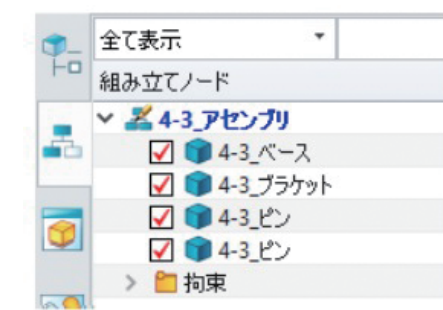 全て表示
組み立てノード
4-3_アセンブリ
4-3_ベース
4-3_ブラケット
4-3_ピン
4-3_ピン
拘束